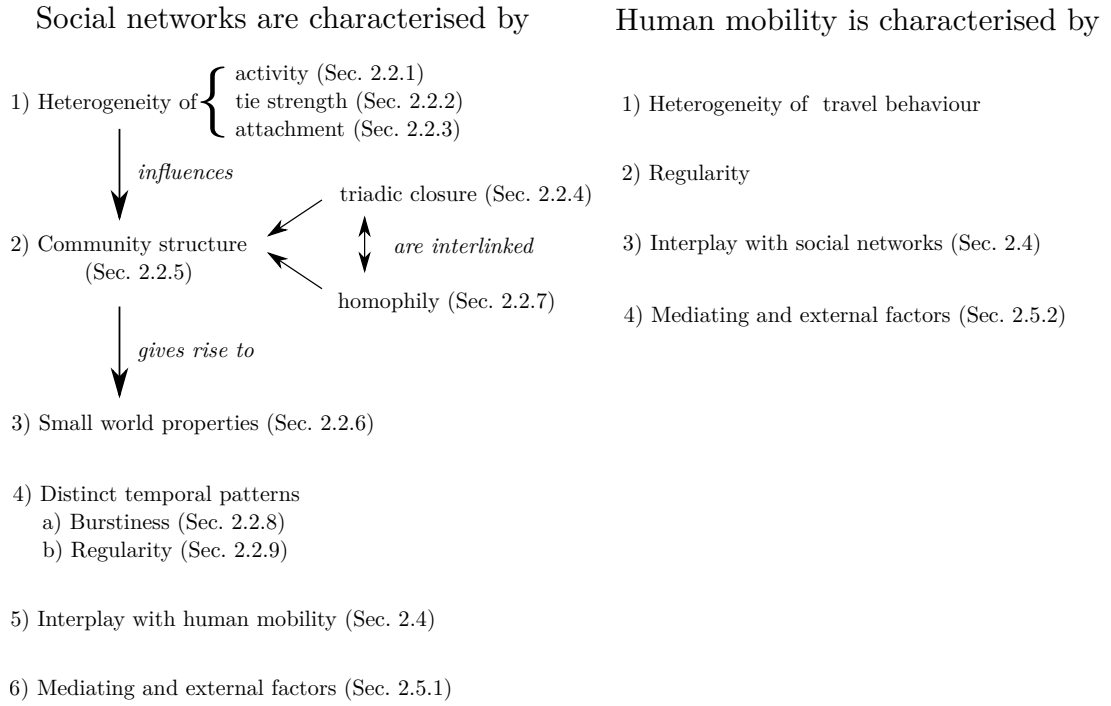 Social networks are characterised by
1) Heterogeneity of
activity (Sec. 2.2.1)
tie strength (Sec. 2.2.2)
attachment (Sec. 2.2.3)
influences
triadic closure (Sec. 2.2.4)
2) Community structure
(Sec. 2.2.5)
are interlinked
homophily (Sec. 2.2.7)
gives rise to
3) Small world properties (Sec. 2.2.6)
4) Distinct temporal patterns
a) Burstiness (Sec. 2.2.8)
b) Regularity (Sec. 2.2.9)
5) Interplay with human mobility (Sec. 2.4)
6) Mediating and external factors (Sec. 2.5.1)
Human mobility is characterised by
1) Heterogeneity of travel behaviour
2) Regularity
3) Interplay with social networks (Sec. 2.4)
4) Mediating and external factors (Sec. 2.5.2)